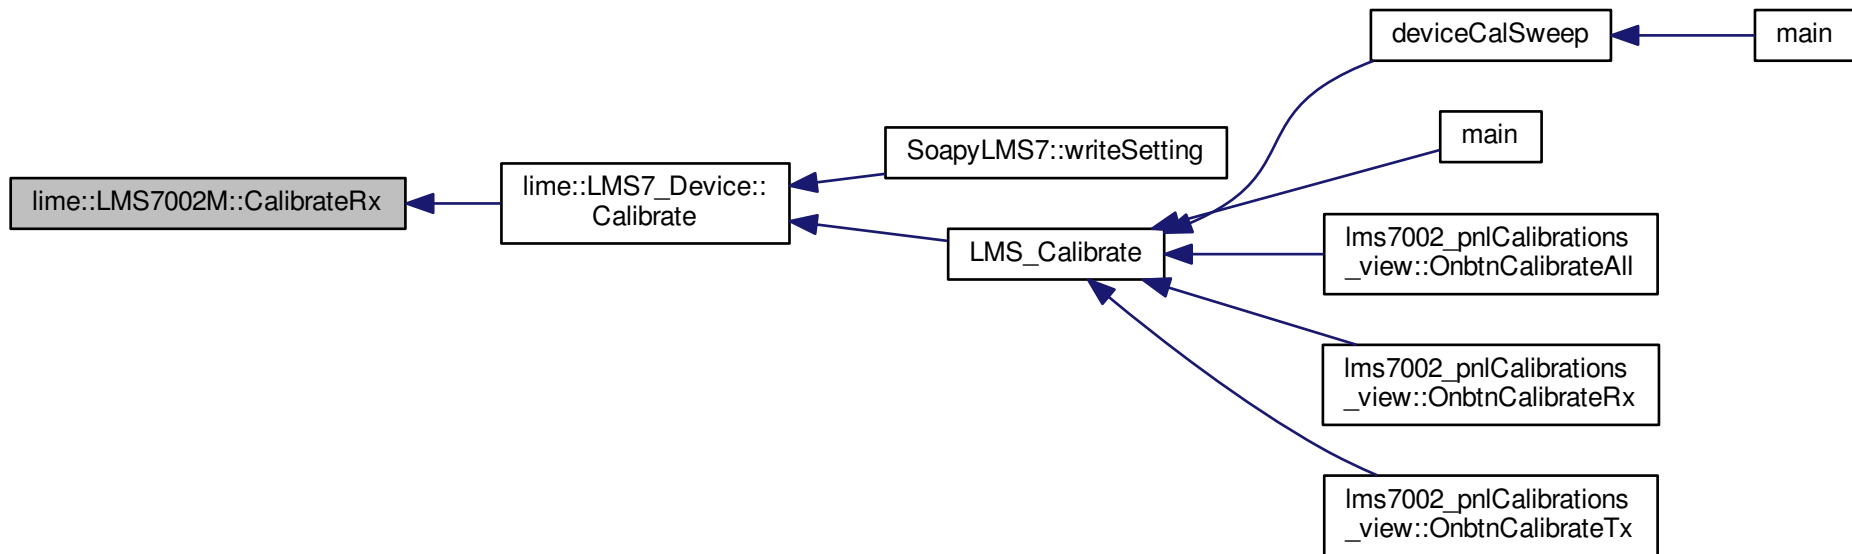 lime::LMS7002M::CalibrateRx
lime::LMS7_Device::
Calibrate
SoapyLMS7::writeSetting
LMS_Calibrate
deviceCalSweep
main
main
lms7002_pnlCalibrations
_view::OnbtnCalibrateAll
lms7002_pnlCalibrations
_view::OnbtnCalibrateRx
lms7002_pnlCalibrations
_view::OnbtnCalibrateTx